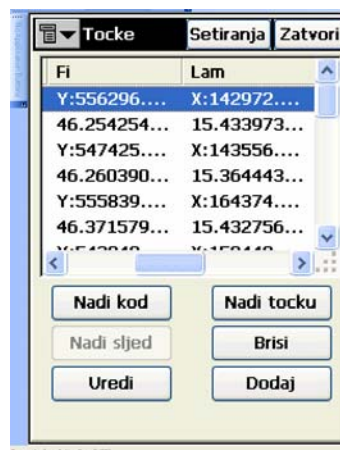 Tocke Setiranja Zatvori
Fi Lam
Y:556296.... X:142972....
46.254254... 15.433973...
Y:547425.... X:143556....
46.260390... 15.364443...
Y:555839.... X:164374....
46.371579... 15.432756...
Nadi kod Nadi tocku
Nadi sljed Brisi
Uredi Dodaj